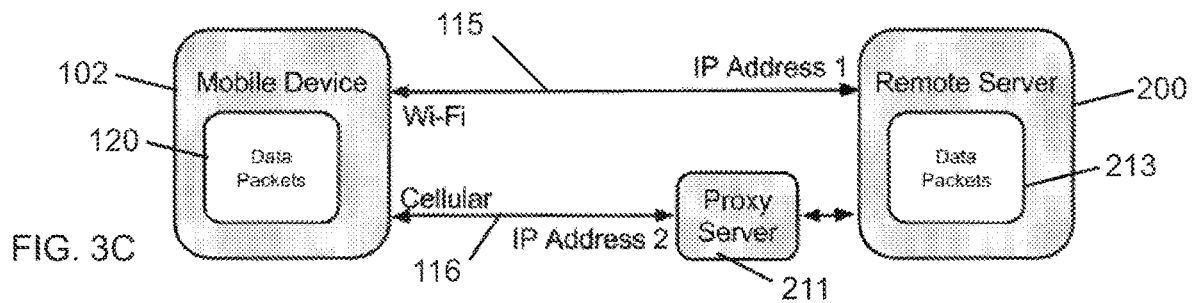 115
102
Mobile Device
IP Address 1
Remote Server
200
Wi-Fi
120
Data
Packets
Data
Packets
213
Cellular
Proxy
Server
IP Address 2
FIG. 3C
116
211